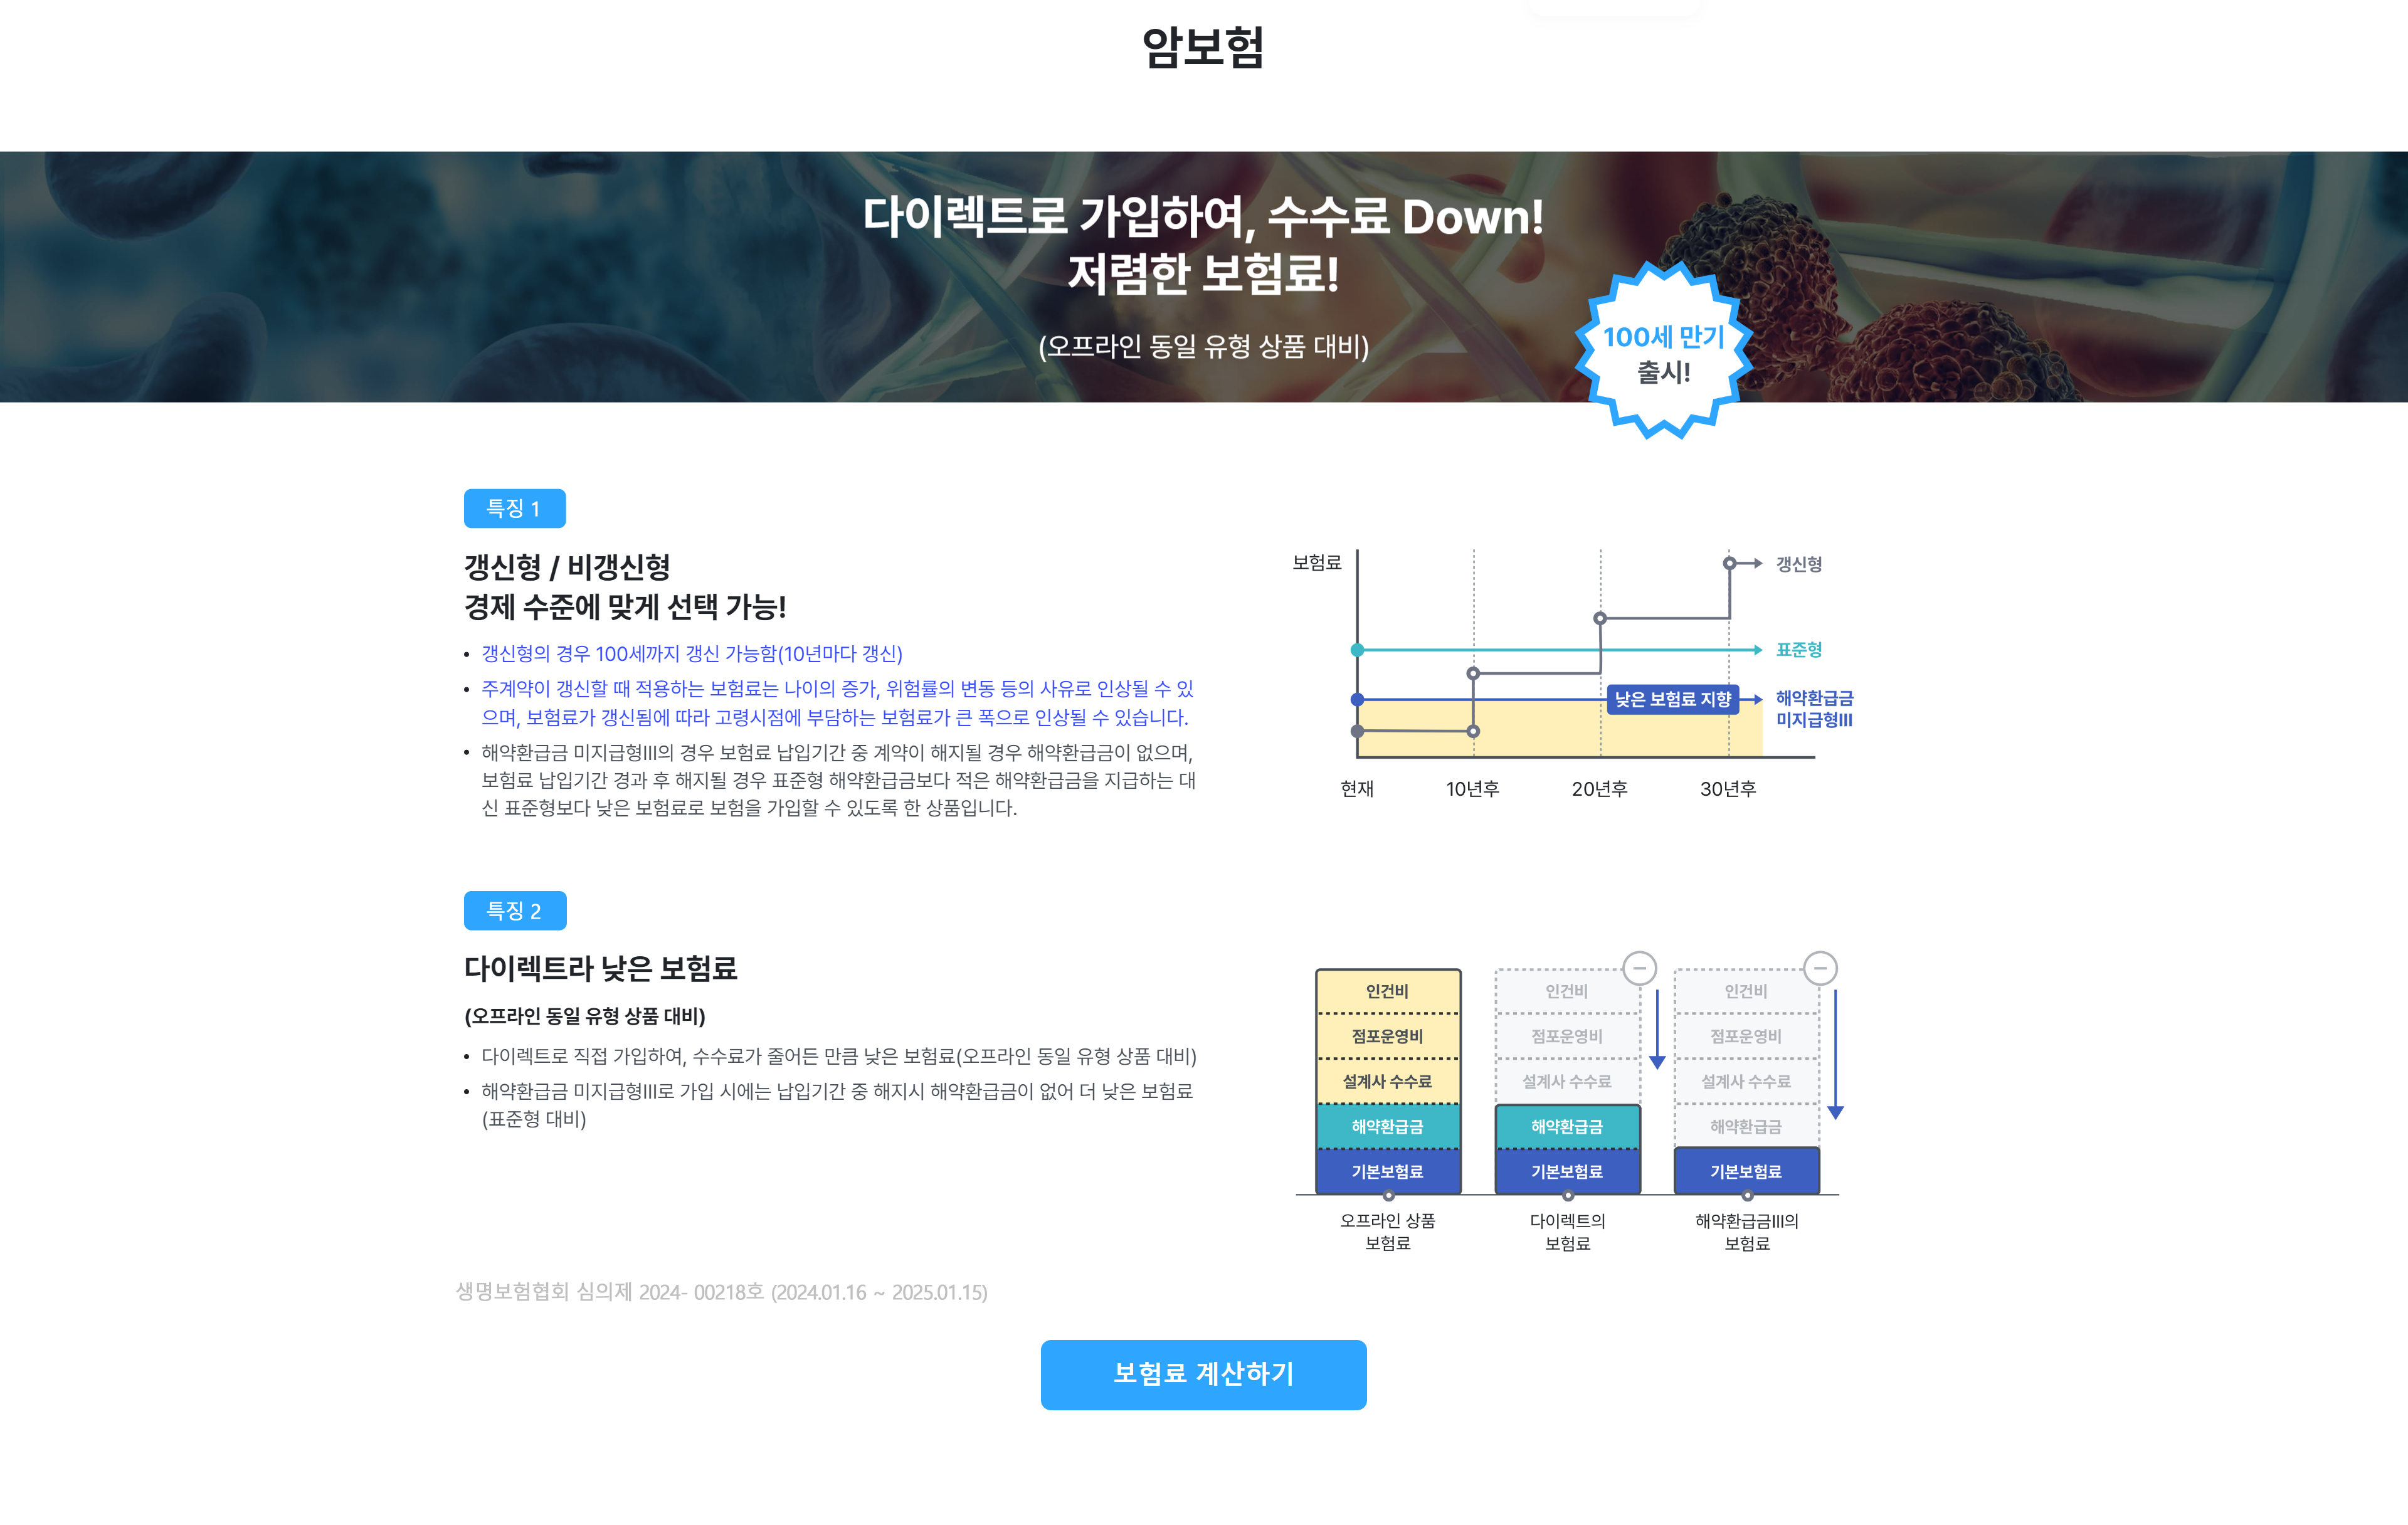 암보험
다이렉트로 가입하여, 수수료 Down!
저렴한 보험료!
(오프라인 동일 유형 상품 대비)
100세 만기
출시!
특징 1
갱신형 / 비갱신형
경제 수준에 맞게 선택 가능!
• 갱신형의 경우 100세까지 갱신 가능함(10년마다 갱신)
• 주계약이 갱신할 때 적용하는 보험료는 나이의 증가, 위험률의 변동 등의 사유로 인상될 수 있
으며, 보험료가 갱신됨에 따라 고령시점에 부담하는 보험료가 큰 폭으로 인상될 수 있습니다.
• 해약환급금 미지급형III의 경우 보험료 납입기간 중 계약이 해지될 경우 해약환급금이 없으며,
보험료 납입기간 경과 후 해지될 경우 표준형 해약환급금보다 적은 해약환급금을 지급하는 대
신 표준형보다 낮은 보험료로 보험을 가입할 수 있도록 한 상품입니다.
보험료
갱신형
표준형
낮은 보험료 지향
해약환급금
미지급형III
현재
10년후
20년후
30년후
특징 2
다이렉트라 낮은 보험료
(오프라인 동일 유형 상품 대비)
• 다이렉트로 직접 가입하여, 수수료가 줄어든 만큼 낮은 보험료(오프라인 동일 유형 상품 대비)
• 해약환급금 미지급형III로 가입 시에는 납입기간 중 해지시 해약환급금이 없어 더 낮은 보험료
(표준형 대비)
인건비
점포운영비
설계사 수수료
해약환급금
기본보험료
오프라인 상품
보험료
인건비
점포운영비
설계사 수수료
해약환급금
기본보험료
다이렉트의
보험료
인건비
점포운영비
설계사 수수료
해약환급금
기본보험료
해약환급금III의
보험료
생명보험협회 심의제 2024- 00218호 (2024.01.16 ~ 2025.01.15)
보험료 계산하기